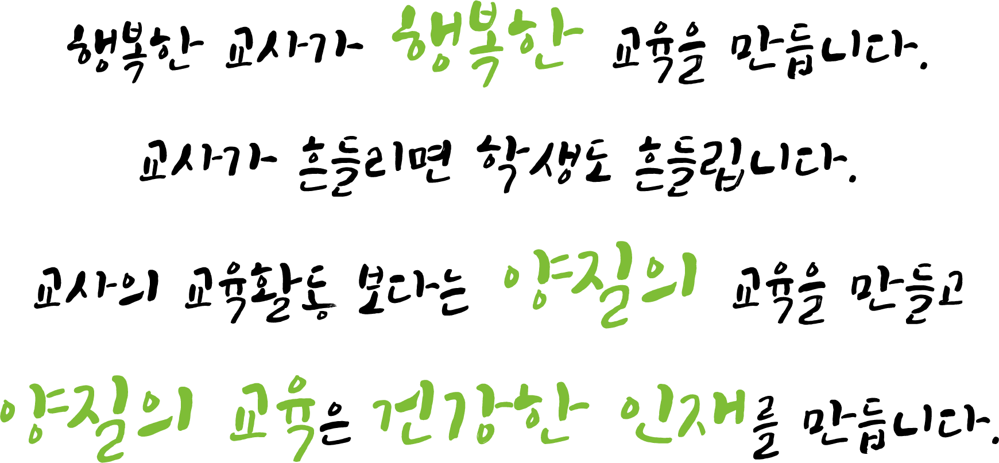 행복한 교사가 행복한 교육을 만듭니다.
교사가 흔들리면 학생도 흔들립니다.
교사의 교육활동 보다는 양질의 교육을 만들고
양질의 교육은 건강한 인재를 만듭니다.